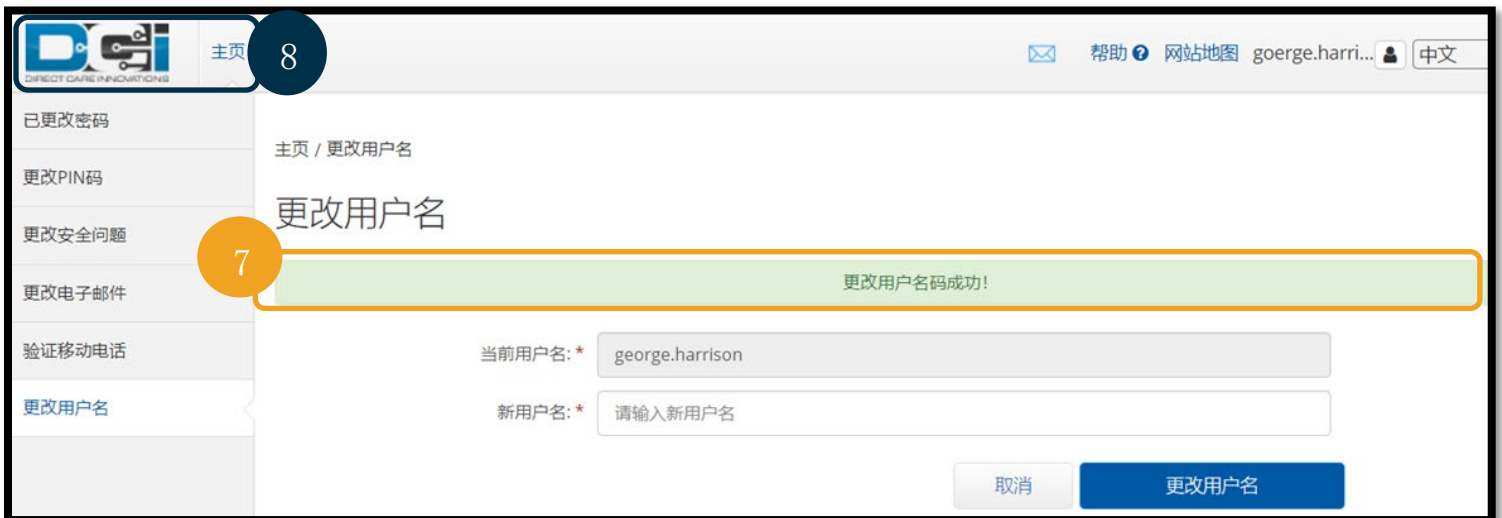 DCi
DIRECT CARE INNOVATIONS
主页
8
帮助
网站地图
goerge.harri...
中文
已更改密码
更改PIN码
更改安全问题
更改电子邮件
验证移动电话
更改用户名
主页 / 更改用户名
更改用户名
7
更改用户名码成功!
当前用户名: * george.harrison
新用户名: * 请输入新用户名
取消
更改用户名